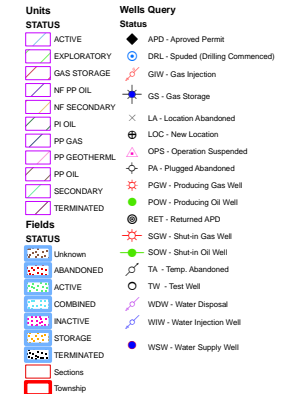 Units
STATUS
ACTIVE
EXPLORATORY
GAS STORAGE
NF PP OIL
NF SECONDARY
PI OIL
PP GAS
PP GEOTHERML
PP OIL
SECONDARY
TERMINATED
Fields
STATUS
Unknown
ABANDONED
ACTIVE
COMBINED
INACTIVE
STORAGE
TERMINATED
Sections
Township
Wells Query
Status
APD - Aproved Permit
DRL - Spuded (Drilling Commenced)
GIW - Gas Injection
GS - Gas Storage
LA - Location Abandoned
LOC - New Location
OPS - Operation Suspended
PA - Plugged Abandoned
PGW - Producing Gas Well
POW - Producing Oil Well
RET - Returned APD
SGW - Shut-in Gas Well
SOW - Shut-in Oil Well
TA - Temp. Abandoned
TW - Test Well
WDW - Water Disposal
WIW - Water Injection Well
WSW - Water Supply Well